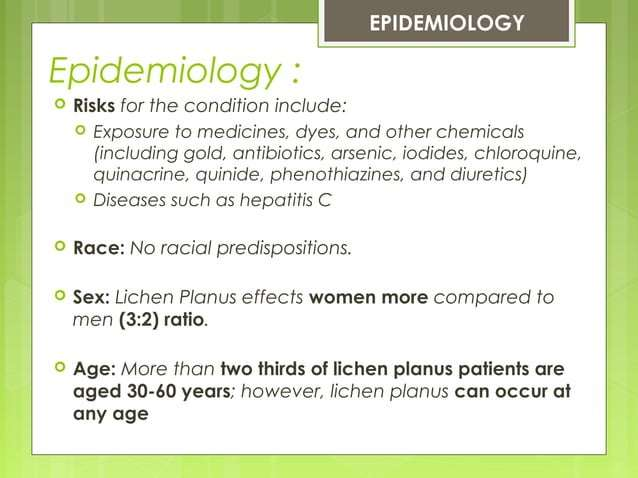 EPIDEMIOLOGY
Epidemiology :
Risks for the condition include:
Exposure to medicines, dyes, and other chemicals
(including gold, antibiotics, arsenic, iodides, chloroquine,
quinacrine, quinide, phenothiazines, and diuretics)
Diseases such as hepatitis C
Race: No racial predispositions.
Sex: Lichen Planus effects women more compared to
men (3:2) ratio.
Age: More than two thirds of lichen planus patients are
aged 30-60 years; however, lichen planus can occur at
any age